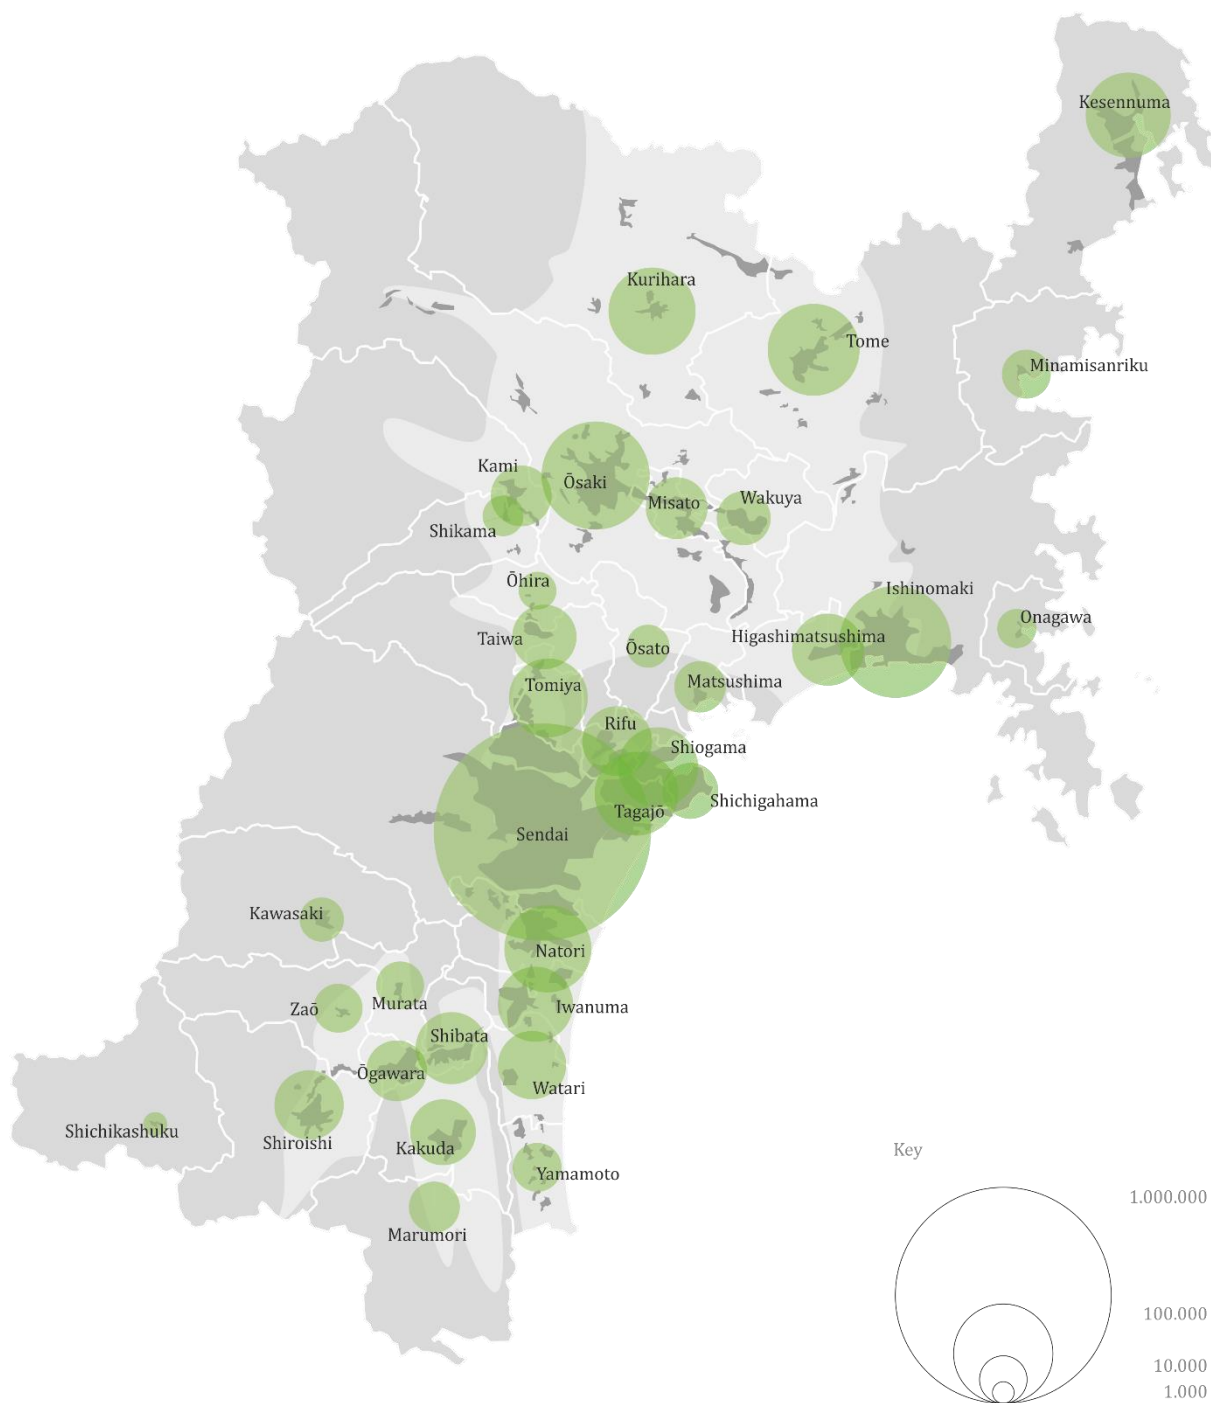 Kesennuma
Kurihara
Tome
Minamisanriku
Kami
Ōsaki
Misato
Wakuya
Shikama
Ōhira
Ishinomaki
Taiwa
Ōsato
Higashimatsushima
Onagawa
Tomiya
Matsushima
Rifu
Shiogama
Shichigahama
Tagajō
Sendai
Kawasaki
Natori
Zaō
Murata
Iwanuma
Shibata
Ōgawara
Watari
Shichikashuku
Shiroishi
Kakuda
Yamamoto
Marumori
Key
1.000.000
100.000
10.000
1.000